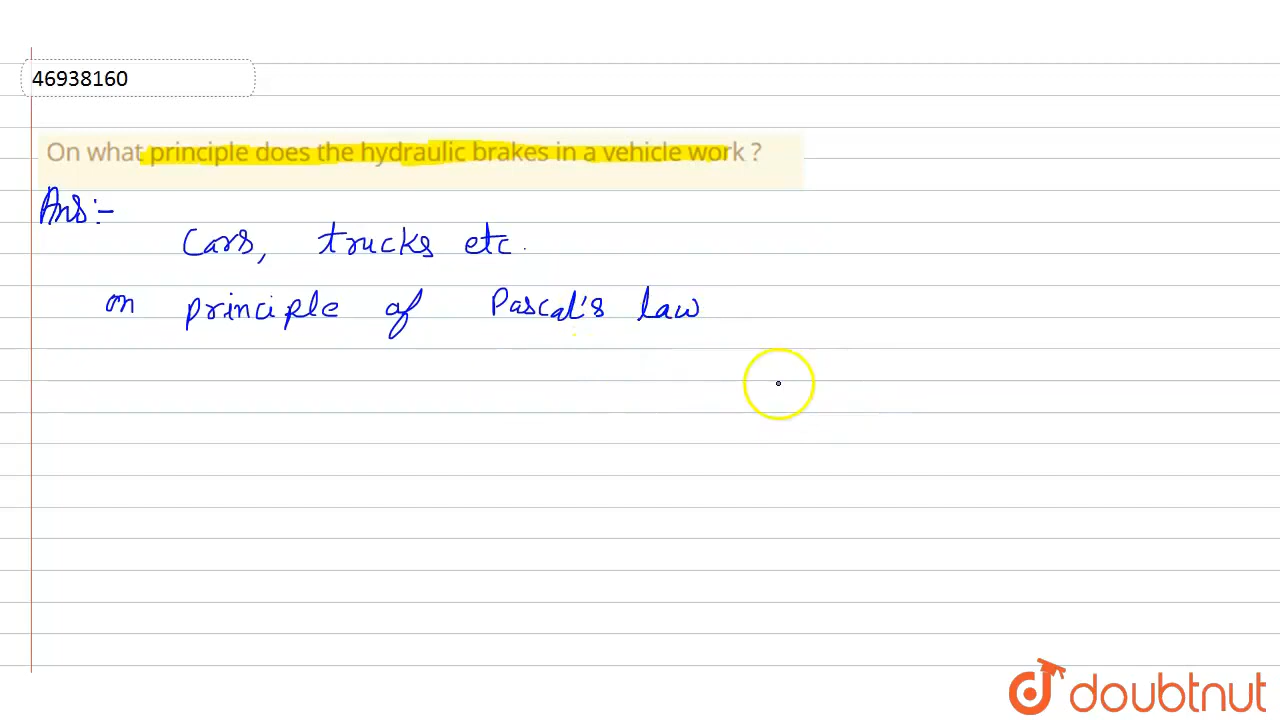 46938160
On what principle does the hydraulic brakes in a vehicle work ?
Ans :-
Cars, trucks etc.
on principle of Pascal's law
doubtnut